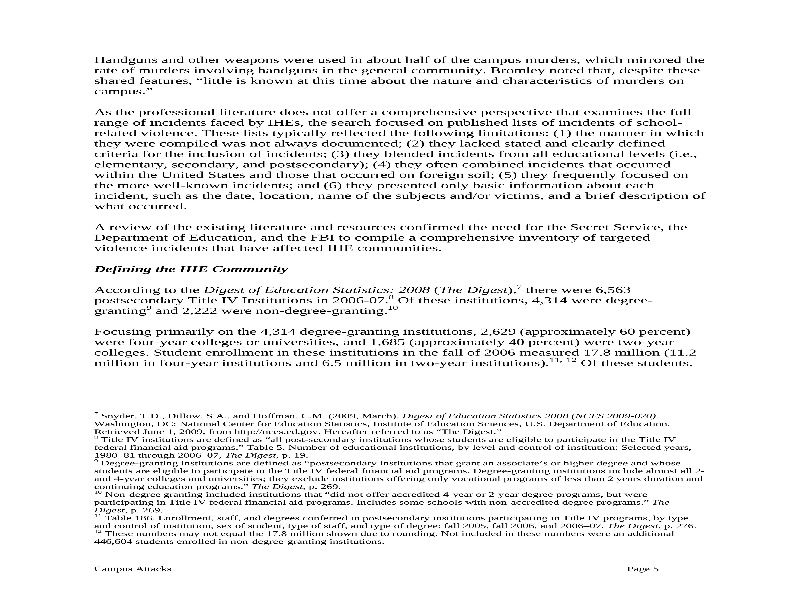 Handguns and other weapons were used in about half of the campus murders, which mirrored the
rate of murders involving handguns in the general community. Bromley noted that, despite these
shared features, “little is known at this time about the nature and characteristics of murders on
campus.”
As the professional literature does not offer a comprehensive perspective that examines the full
range of incidents faced by IHEs, the search focused on published lists of incidents of school-
related violence. These lists typically reflected the following limitations: (1) the manner in which
they were compiled was not always documented; (2) they lacked stated and clearly defined
criteria for the inclusion of incidents; (3) they blended incidents from all educational levels (i.e.,
elementary, secondary, and postsecondary); (4) they often combined incidents that occurred
within the United States and those that occurred on foreign soil; (5) they frequently focused on
the more well-known incidents; and (6) they presented only basic information about each
incident, such as the date, location, name of the subjects and/or victims, and a brief description of
what occurred.
A review of the existing literature and resources confirmed the need for the Secret Service, the
Department of Education, and the FBI to compile a comprehensive inventory of targeted
violence incidents that have affected IHE communities.
Defining the IHE Community
According to the Digest of Education Statistics: 2008 (The Digest),7 there were 6,563
postsecondary Title IV Institutions in 2006-07.8 Of these institutions, 4,314 were degree-
granting9 and 2,222 were non-degree-granting.10
Focusing primarily on the 4,314 degree-granting institutions, 2,629 (approximately 60 percent)
were four-year colleges or universities, and 1,685 (approximately 40 percent) were two-year
colleges. Student enrollment in these institutions in the fall of 2006 measured 17.8 million (11.2
million in four-year institutions and 6.5 million in two-year institutions).11, 12 Of these students,
7 Snyder, T.D., Dillow, S.A., and Hoffman, C.M. (2009, March). Digest of Education Statistics 2008 (NCES 2009-020).
Washington, DC: National Center for Education Statistics, Institute of Education Sciences, U.S. Department of Education.
Retrieved June 1, 2009, from http://nces.ed.gov. Hereafter referred to as “The Digest.”
8 Title IV institutions are defined as “all post-secondary institutions whose students are eligible to participate in the Title IV
federal financial aid programs.” Table 5. Number of educational institutions, by level and control of institution: Selected years,
1980–81 through 2006–07, The Digest, p. 19.
9 Degree-granting institutions are defined as “postsecondary institutions that grant an associate’s or higher degree and whose
students are eligible to participate in the Title IV federal financial aid programs. Degree-granting institutions include almost all 2-
and 4-year colleges and universities; they exclude institutions offering only vocational programs of less than 2 years duration and
continuing education programs.” The Digest, p. 269.
10 Non-degree granting included institutions that “did not offer accredited 4-year or 2-year degree programs, but were
participating in Title IV federal financial aid programs. Includes some schools with non-accredited degree programs.” The
Digest, p. 269.
11 Table 186. Enrollment, staff, and degrees conferred in postsecondary institutions participating in Title IV programs, by type
and control of institution, sex of student, type of staff, and type of degree: fall 2005, fall 2006, and 2006–07. The Digest, p. 276.
12 These numbers may not equal the 17.8 million shown due to rounding. Not included in these numbers were an additional
446,604 students enrolled in non-degree-granting institutions.
Campus Attacks Page 5